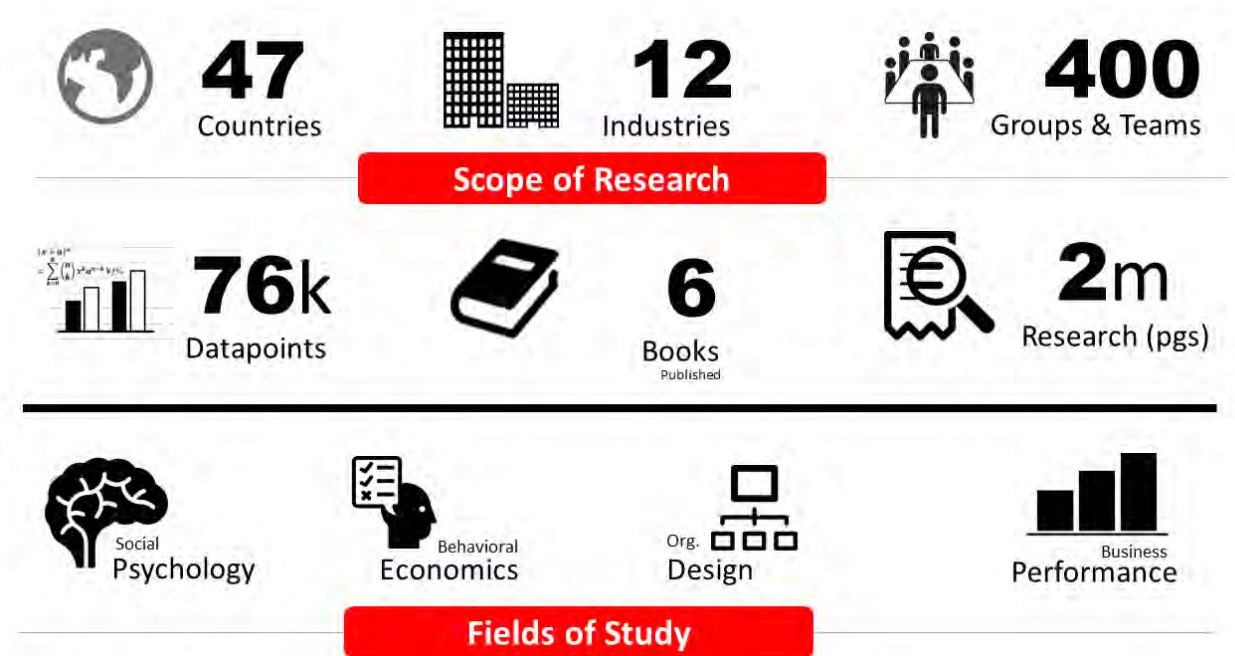 47
Countries
12
Industries
400
Groups & Teams
Scope of Research
76k
Datapoints
6
Books
Published
2m
Research (pgs)
Social
Psychology
Behavioral
Economics
Org.
Design
Business
Performance
Fields of Study